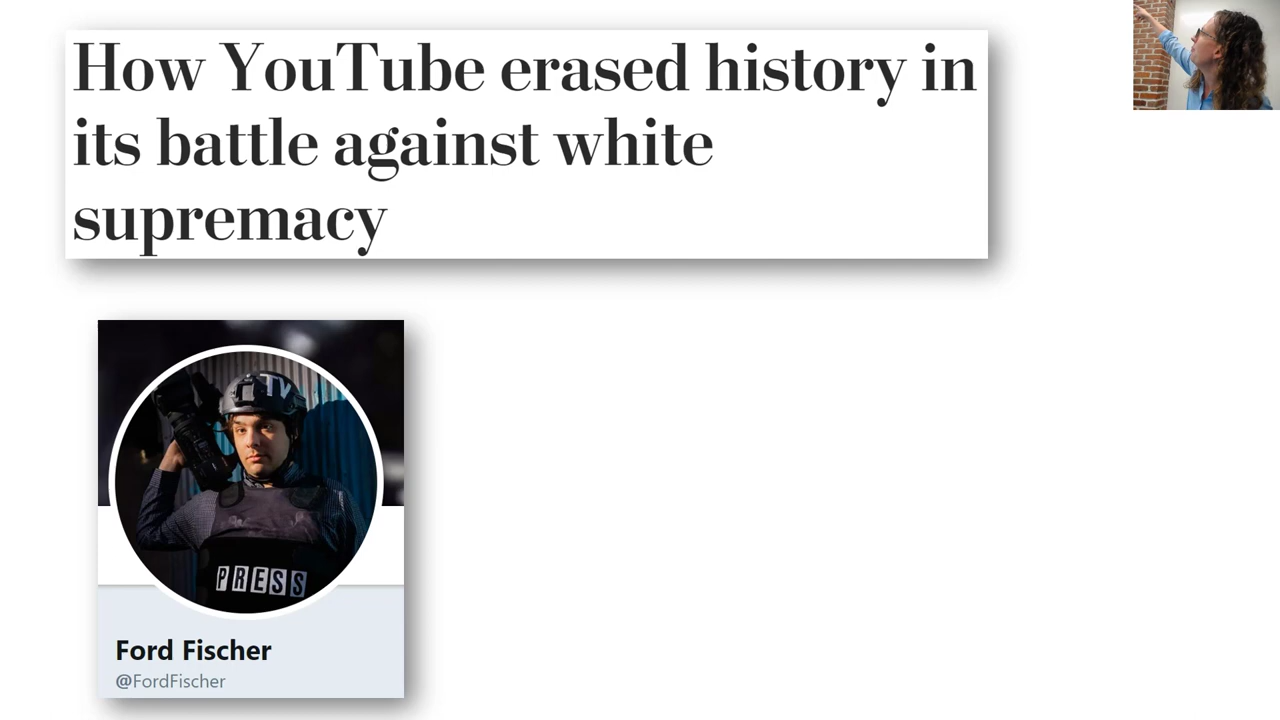 How YouTube erased history in
its battle against white
supremacy
TV
PRESS
Ford Fischer
@FordFischer